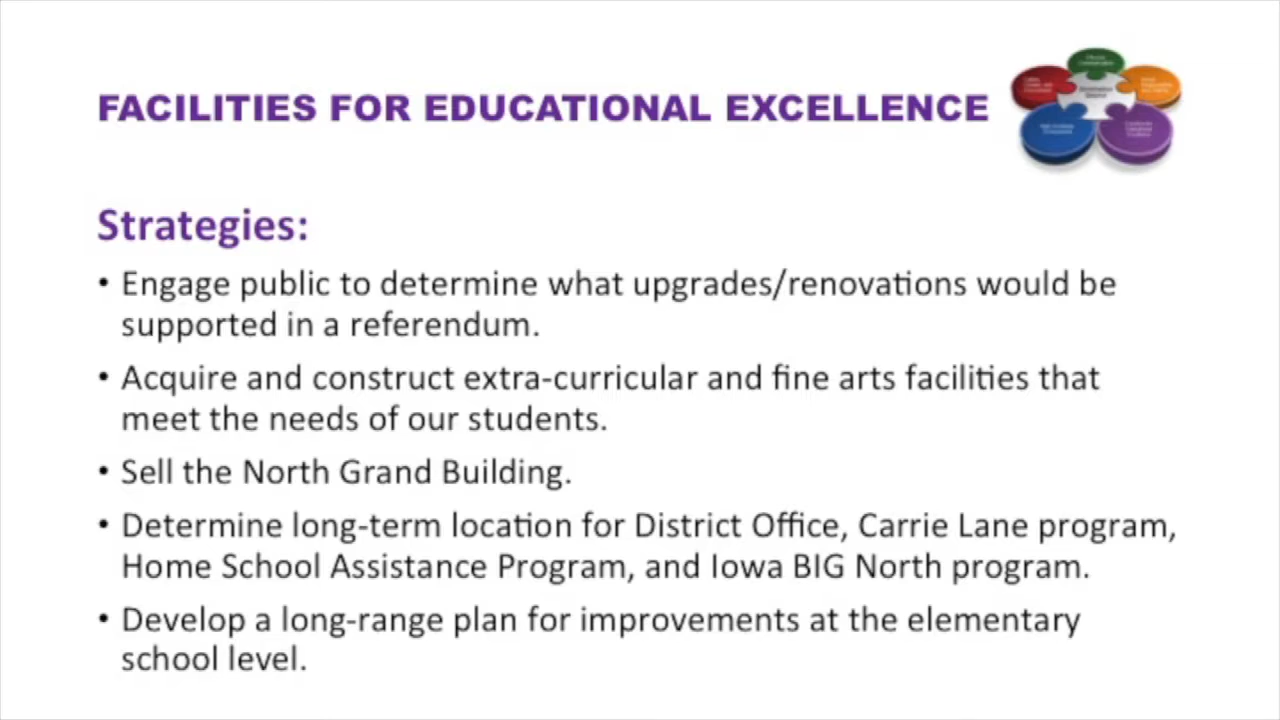 FACILITIES FOR EDUCATIONAL EXCELLENCE
Strategies:
• Engage public to determine what upgrades/renovations would be
supported in a referendum.
• Acquire and construct extra-curricular and fine arts facilities that
meet the needs of our students.
• Sell the North Grand Building.
• Determine long-term location for District Office, Carrie Lane program,
Home School Assistance Program, and Iowa BIG North program.
• Develop a long-range plan for improvements at the elementary
school level.